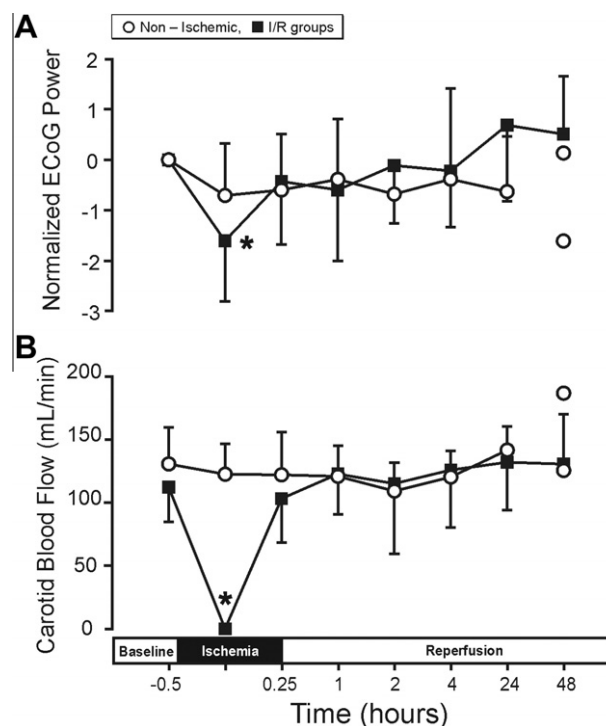 A
Non – Ischemic, I/R groups
Normalized ECoG Power
2
1
0
-1
-2
-3
*
B
Carotid Blood Flow (mL/min)
200
150
100
50
0
*
Baseline Ischemia Reperfusion
-0.5 0.25 1 2 4 24 48
Time (hours)